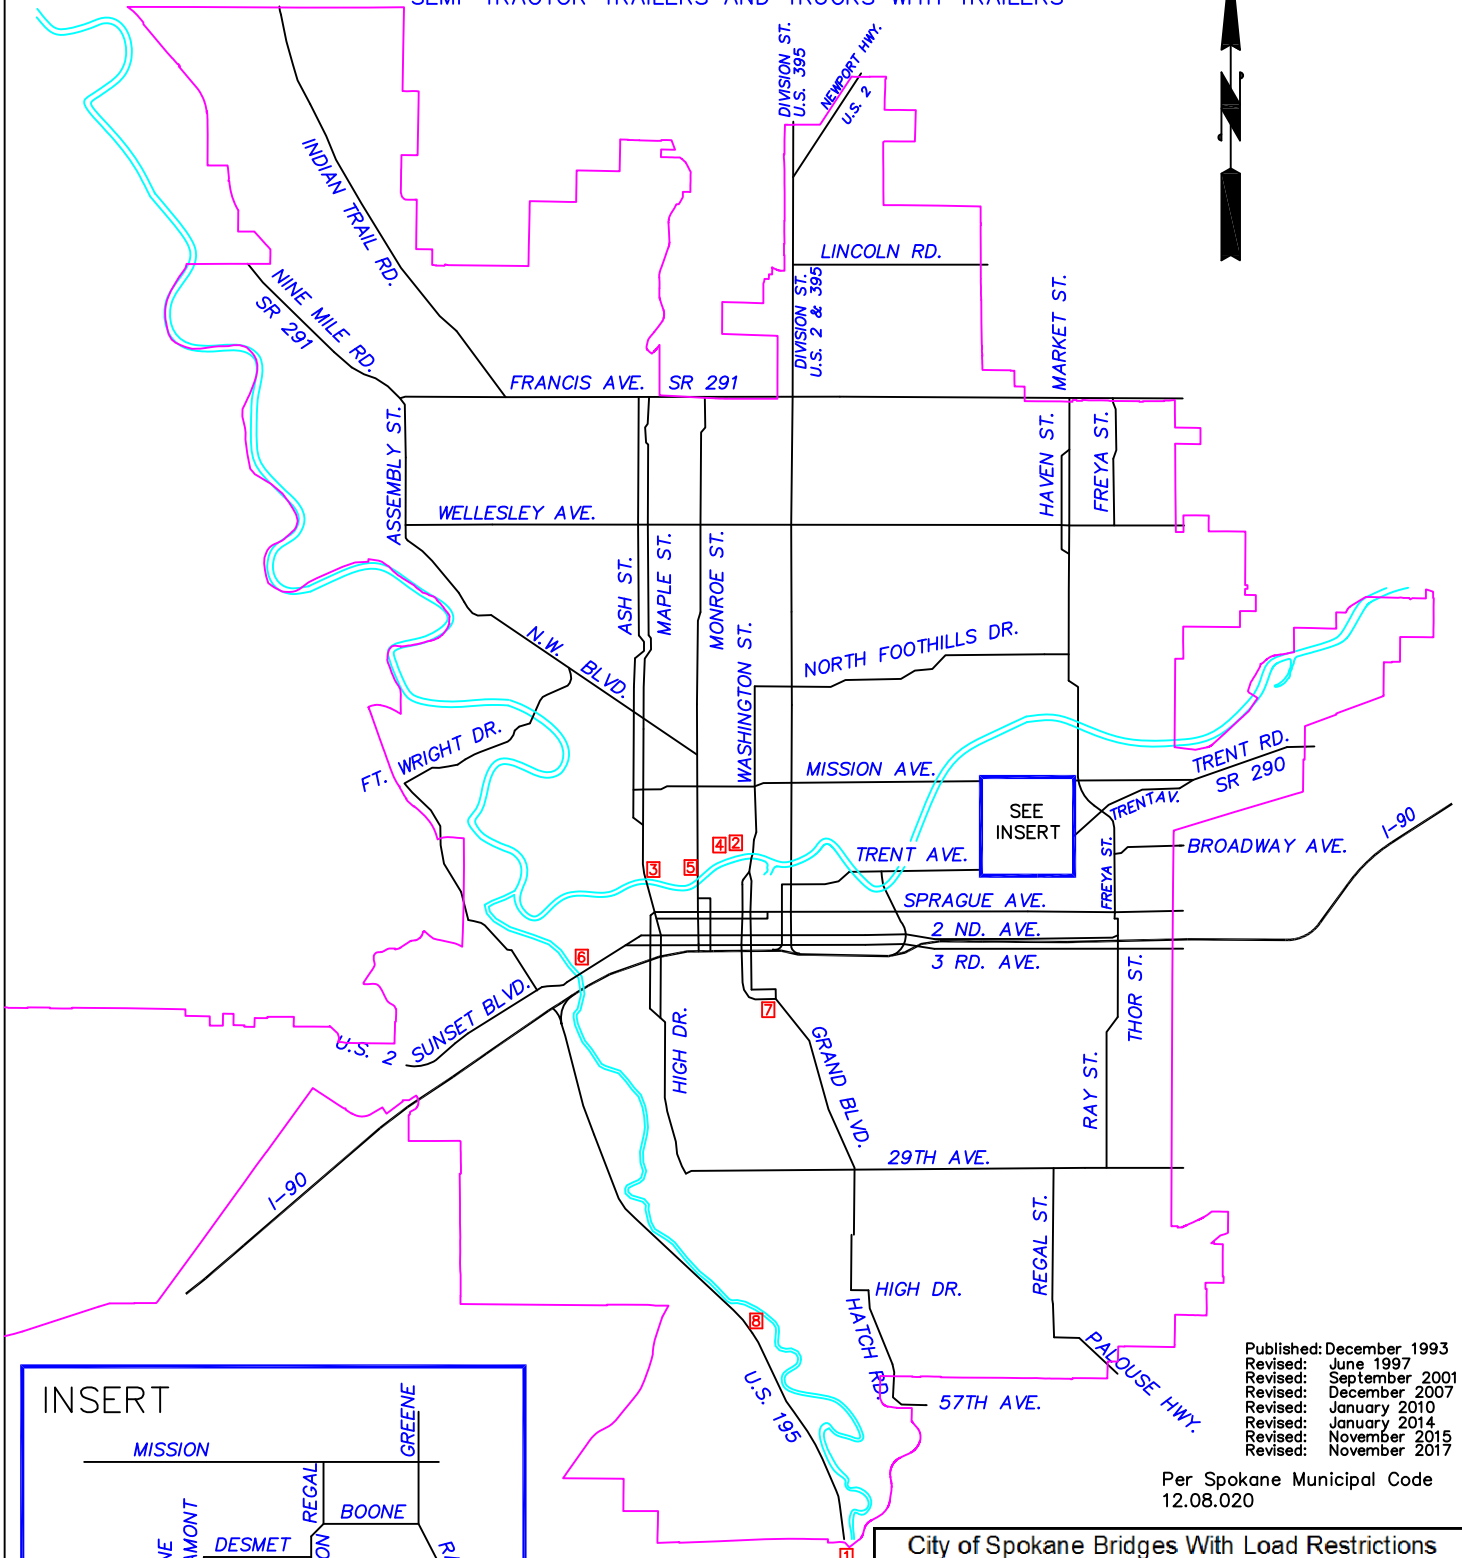 SEMI-TRACTOR TRAILERS AND TRUCKS WITH TRAILERS
DIVISION ST.
U.S. 395
NEWPORT HWY.
U.S. 2
N
INDIAN TRAIL RD.
LINCOLN RD.
NINE MILE RD.
SR 291
DIVISION ST.
U.S. 2 & 395
MARKET ST.
FRANCIS AVE. SR 291
ASSEMBLY ST.
HAVEN ST.
FREYA ST.
WELLESLEY AVE.
ASH ST.
MAPLE ST.
MONROE ST.
WASHINGTON ST.
N.W. BLVD.
NORTH FOOTHILLS DR.
FT. WRIGHT DR.
MISSION AVE.
TRENT RD.
SR 290
SEE
INSERT
TRENT AV.
I-90
4
2
3
5
TRENT AVE.
FREYA ST.
BROADWAY AVE.
SPRAGUE AVE.
2 ND. AVE.
3 RD. AVE.
6
7
SUNSET BLVD.
U.S. 2
HIGH DR.
GRAND BLVD.
THOR ST.
RAY ST.
29TH AVE.
I-90
REGAL ST.
HIGH DR.
HATCH RD.
8
U.S. 195
57TH AVE.
PALOUSE HWY.
Published: December 1993
Revised: June 1997
Revised: September 2001
Revised: December 2007
Revised: January 2010
Revised: January 2014
Revised: November 2015
Revised: November 2017
Per Spokane Municipal Code
12.08.020
INSERT
MISSION
GREENE
REGAL
BOONE
DESMET
1
City of Spokane Bridges With Load Restrictions